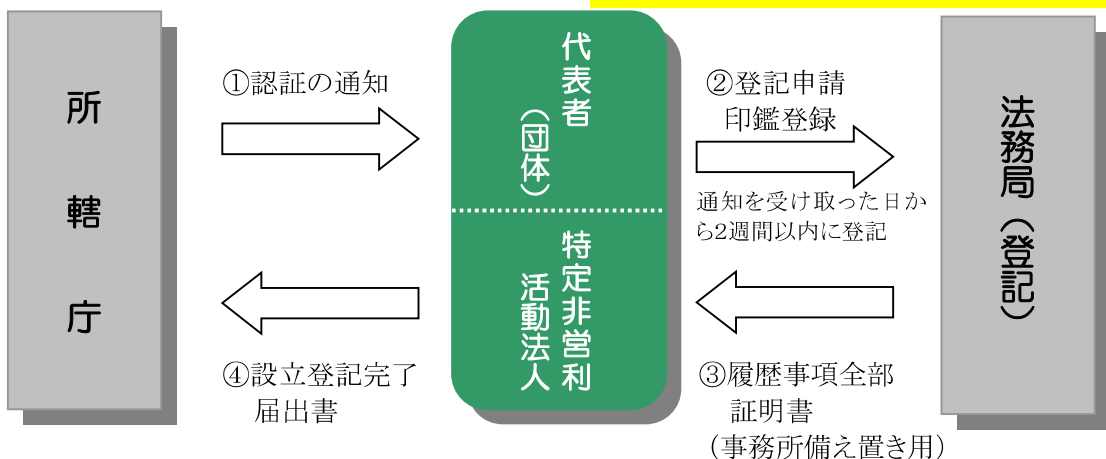 所轄庁
①認証の通知
代表者
（団体）
②登記申請
印鑑登録
通知を受け取った日か
ら2週間以内に登記
法務局（登記）
④設立登記完了
届出書
特定非営利
活動法人
③履歴事項全部
証明書
（事務所備え置き用）